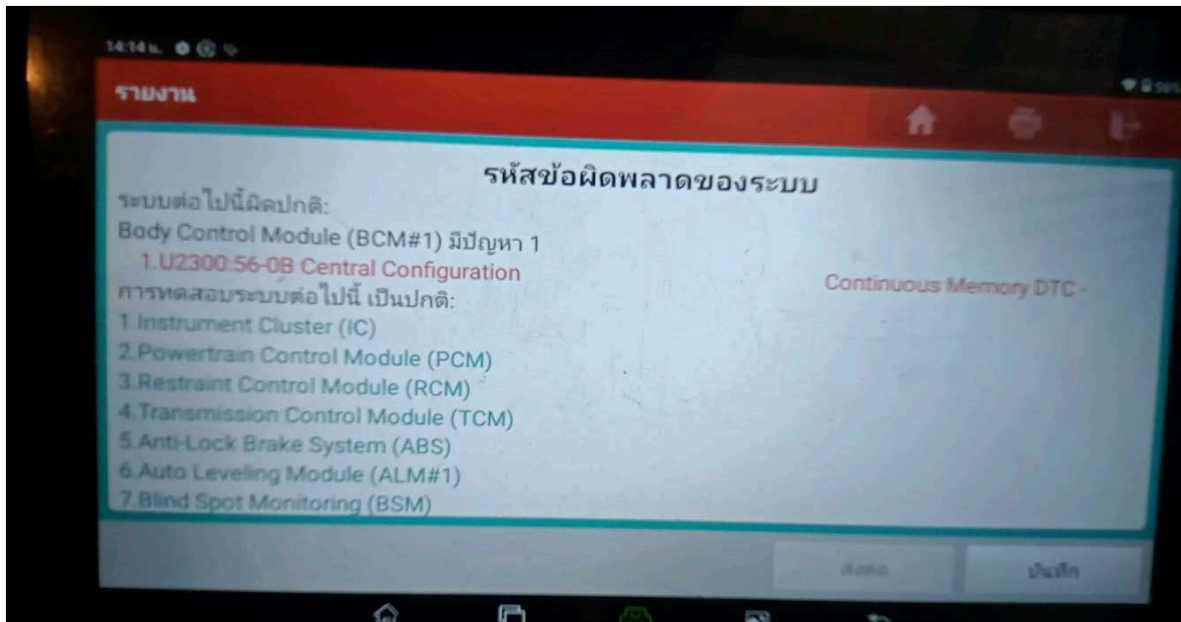 14:14 น.
รายงาน
รหัสข้อผิดพลาดของระบบ
ระบบต่อไปนี้ผิดปกติ:
Body Control Module (BCM#1) มีปัญหา 1
1.U2300:56-0B Central Configuration Continuous Memory DTC -
การทดสอบระบบต่อไปนี้ เป็นปกติ:
1.Instrument Cluster (IC)
2.Powertrain Control Module (PCM)
3.Restraint Control Module (RCM)
4.Transmission Control Module (TCM)
5.Anti-Lock Brake System (ABS)
6.Auto Leveling Module (ALM#1)
7.Blind Spot Monitoring (BSM)
บันทึก